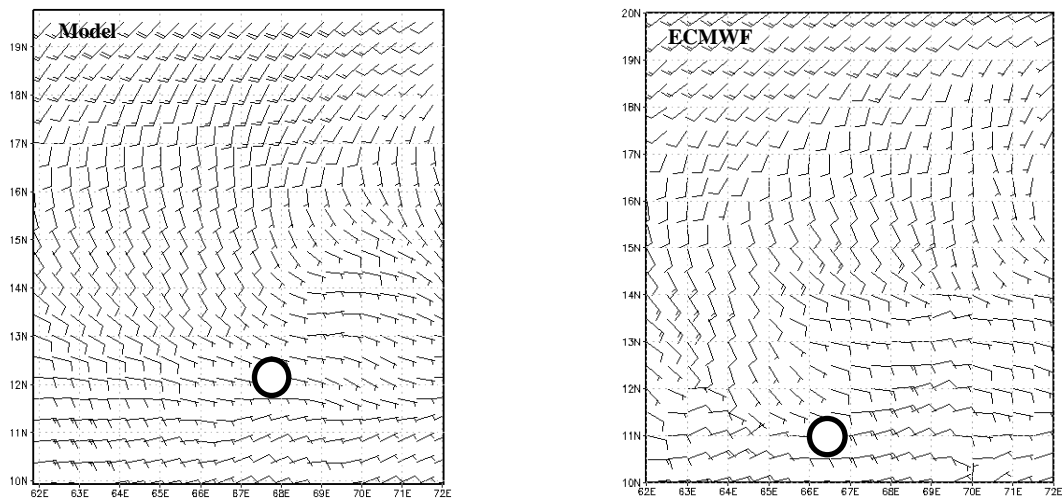 Model
19N
18N
17N
16N
15N
14N
13N
12N
11N
10N
62E 63E 64E 65E 66E 67E 68E 69E 70E 71E 72E
ECMWF
20N
19N
18N
17N
16N
15N
14N
13N
12N
11N
10N
62E 63E 64E 65E 66E 67E 68E 69E 70E 71E 72E